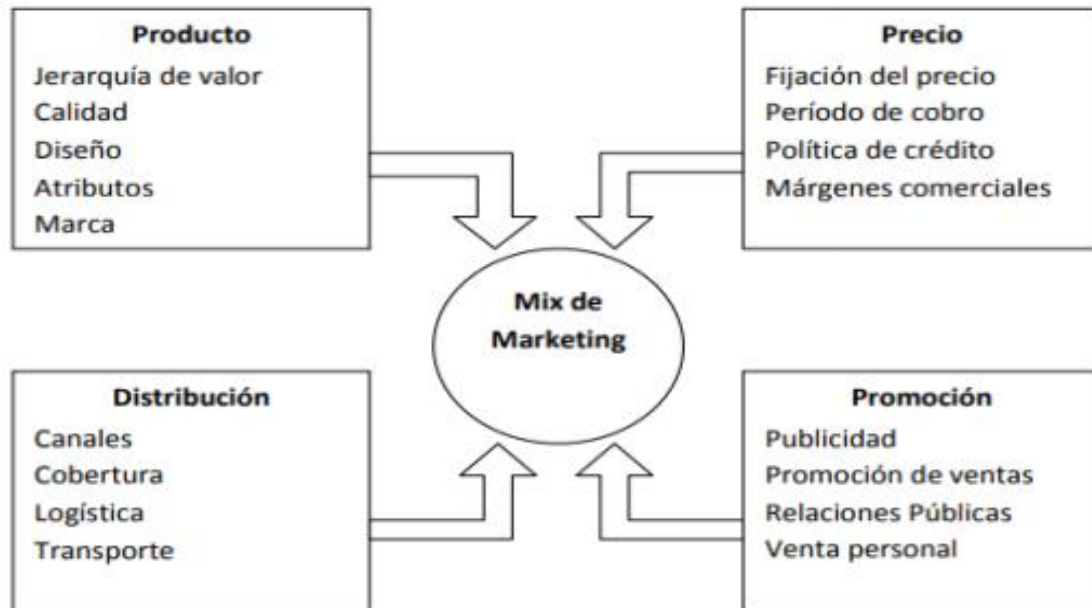 Producto
Jerarquía de valor
Calidad
Diseño
Atributos
Marca
Precio
Fijación del precio
Período de cobro
Política de crédito
Márgenes comerciales
Mix de
Marketing
Distribución
Canales
Cobertura
Logística
Transporte
Promoción
Publicidad
Promoción de ventas
Relaciones Públicas
Venta personal